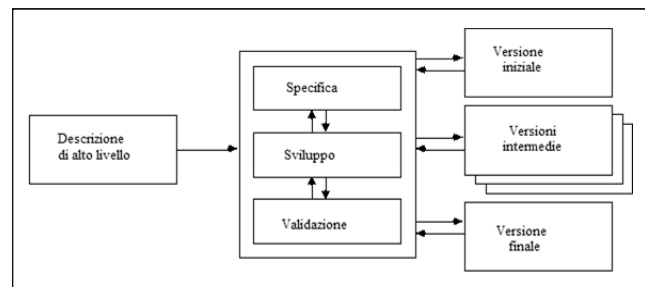 Descrizione
di alto livello
Specifica
Sviluppo
Validazione
Versione
iniziale
Versioni
intermedie
Versione
finale